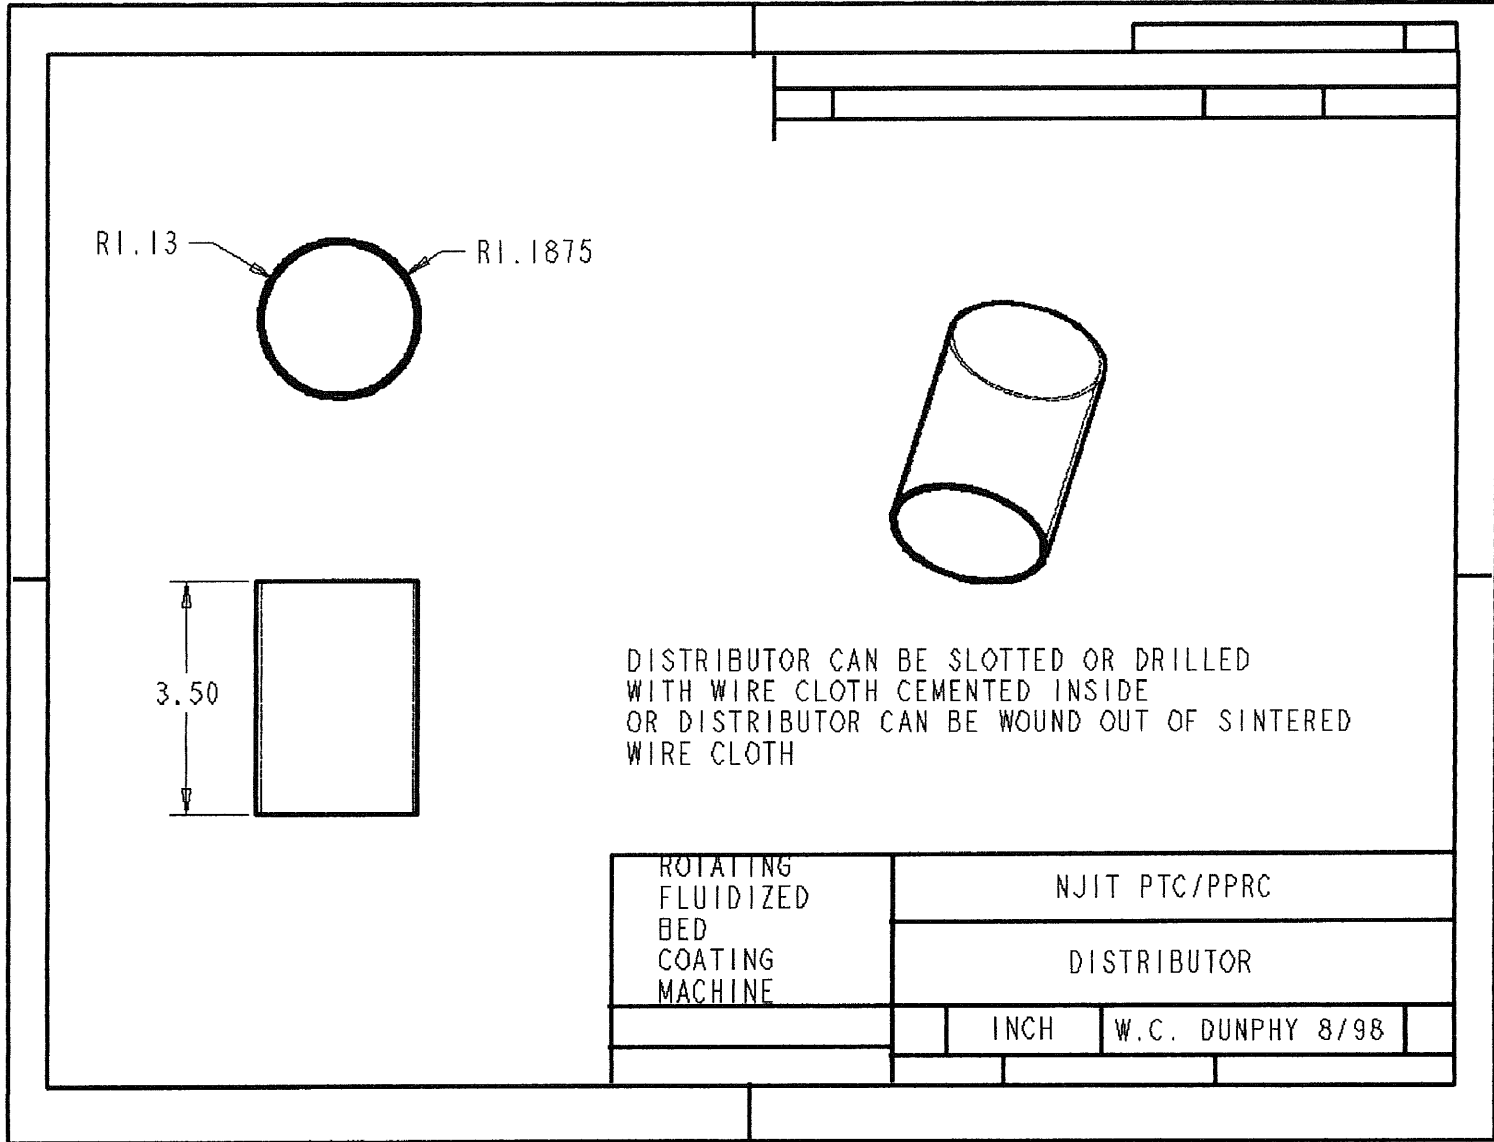 R1.13
R1.1875
3.50
DISTRIBUTOR CAN BE SLOTTED OR DRILLED
WITH WIRE CLOTH CEMENTED INSIDE
OR DISTRIBUTOR CAN BE WOUND OUT OF SINTERED
WIRE CLOTH
ROTATING
FLUIDIZED
BED
COATING
MACHINE
NJIT PTC/PPRC
DISTRIBUTOR
INCH
W.C. DUNPHY 8/98